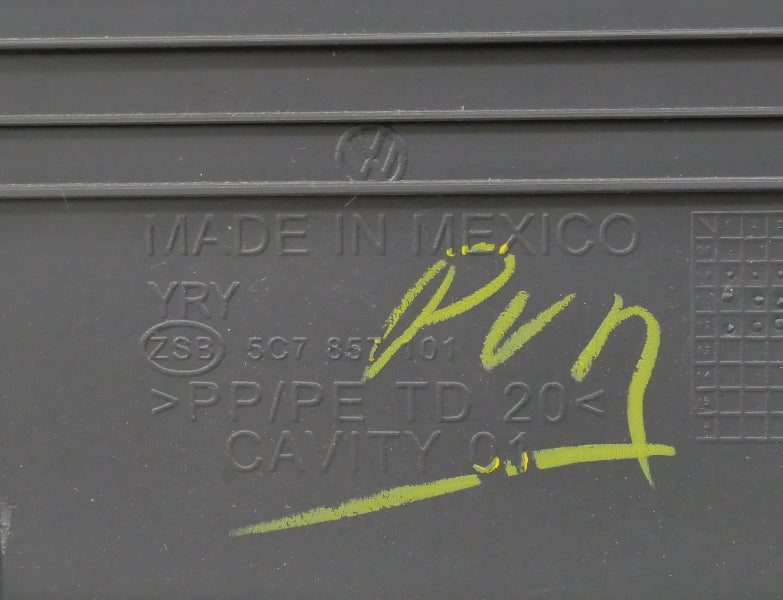 MADE IN MEXICO
YRY
ZSB 5C7 857 101
>PP/PE TD 20<
CAVITY 01